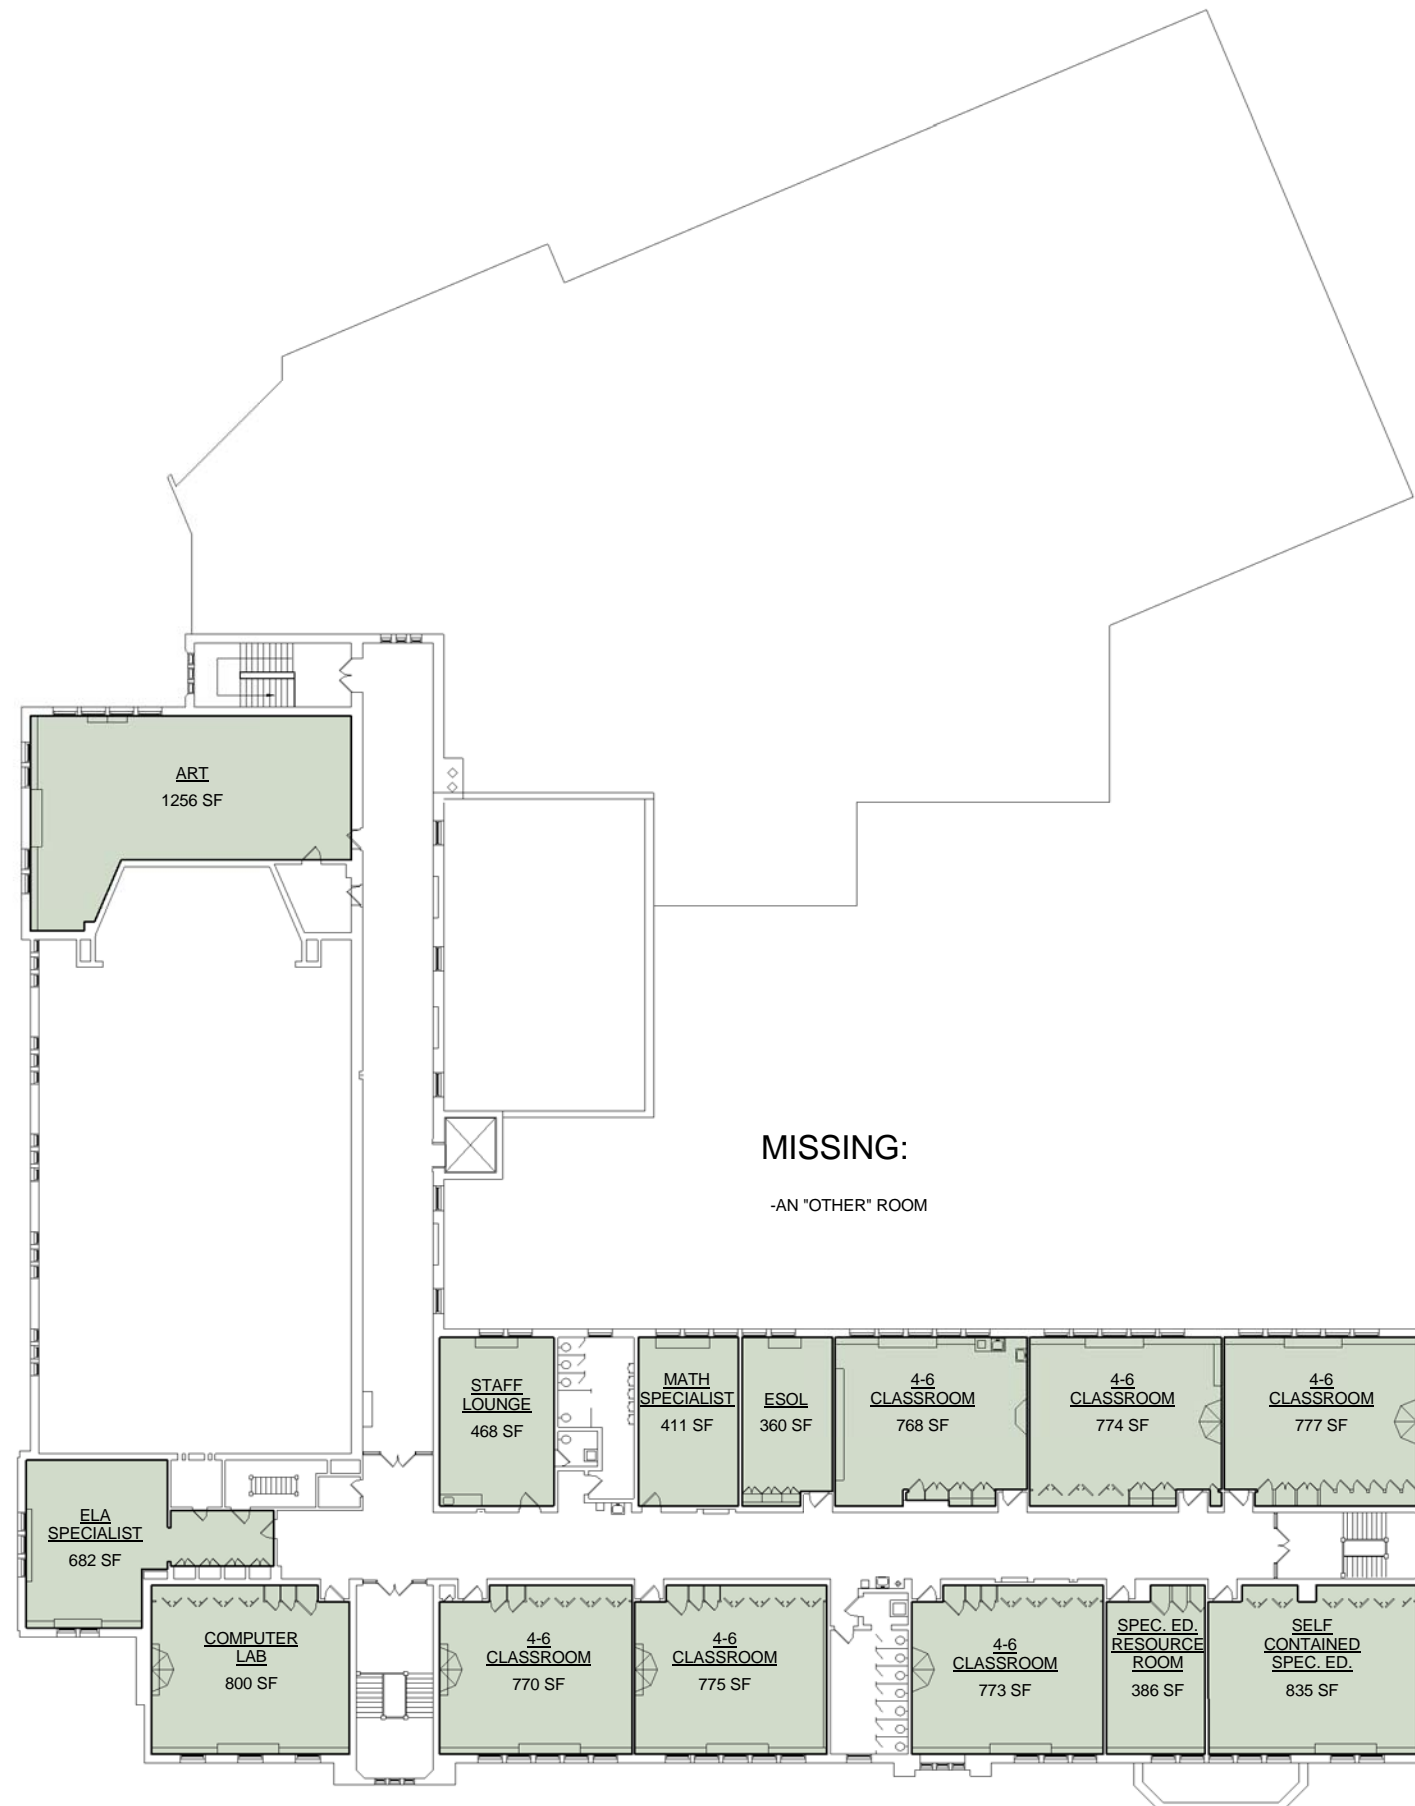 ART
1256 SF
MISSING:
-AN "OTHER" ROOM
STAFF
LOUNGE
468 SF
MATH
SPECIALIST
411 SF
ESOL
360 SF
4-6
CLASSROOM
768 SF
4-6
CLASSROOM
774 SF
4-6
CLASSROOM
777 SF
ELA
SPECIALIST
682 SF
COMPUTER
LAB
800 SF
4-6
CLASSROOM
770 SF
4-6
CLASSROOM
775 SF
4-6
CLASSROOM
773 SF
SPEC. ED.
RESOURCE
ROOM
386 SF
SELF
CONTAINED
SPEC. ED.
835 SF